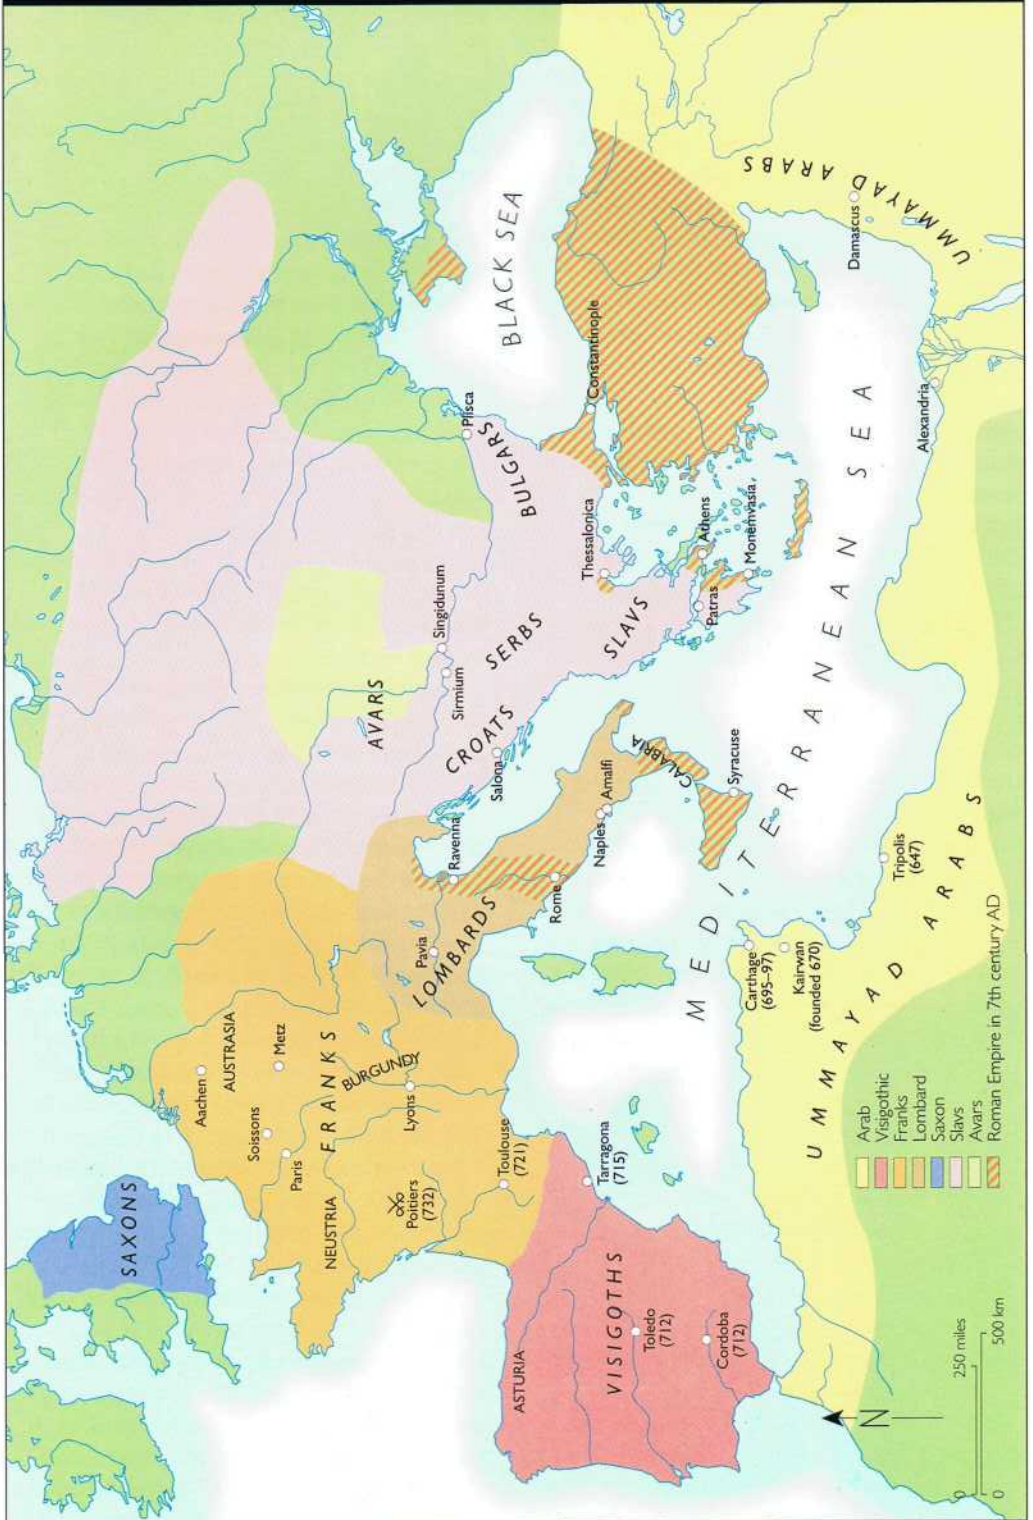 SAXONS
Aachen
AUSTRASIA
Soissons
Metz
Paris
NEUSTRIA
FRANKS
BURGUNDY
Lyons
Poitiers
(732)
Toulouse
(721)
ASTURIA
VISIGOTHS
Toledo
(712)
Cordoba
(712)
Tarragona
(715)
Pavia
LOMBARDS
Ravenna
Rome
Naples
Amalfi
CALABRIA
Syracuse
AVARS
Singidunum
Sirmium
CROATS
Salona
SERBS
SLAVS
BULGARS
Plisca
Thessalonica
Athens
Patras
Monemvasia
Constantinople
BLACK SEA
MEDITERRANEAN SEA
Damascus
UMMAYAD ARABS
Alexandria
Tripolis
(647)
Carthage
(695–97)
Kairwan
(founded 670)
UMMAYAD ARABS
Arab
Visigothic
Franks
Lombard
Saxon
Slavs
Avars
Roman Empire in 7th century AD
N
0 250 miles
0 500 km